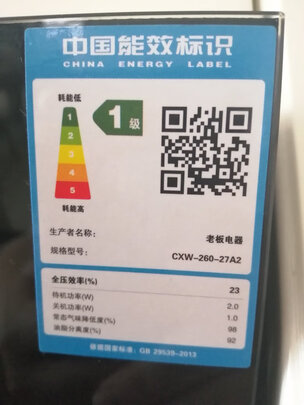 中国能效标识
CHINA ENERGY LABEL
耗能低
1
2
3
4
5
耗能高
1级
生产者名称： 老板电器
规格型号： CXW-260-27A2
全压效率(%) 23
待机功率(W) 2.0
关机功率(W) 1.0
常态气味降低度(%) 98
油脂分离度(%) 92
依据国家标准：GB 29539-2013